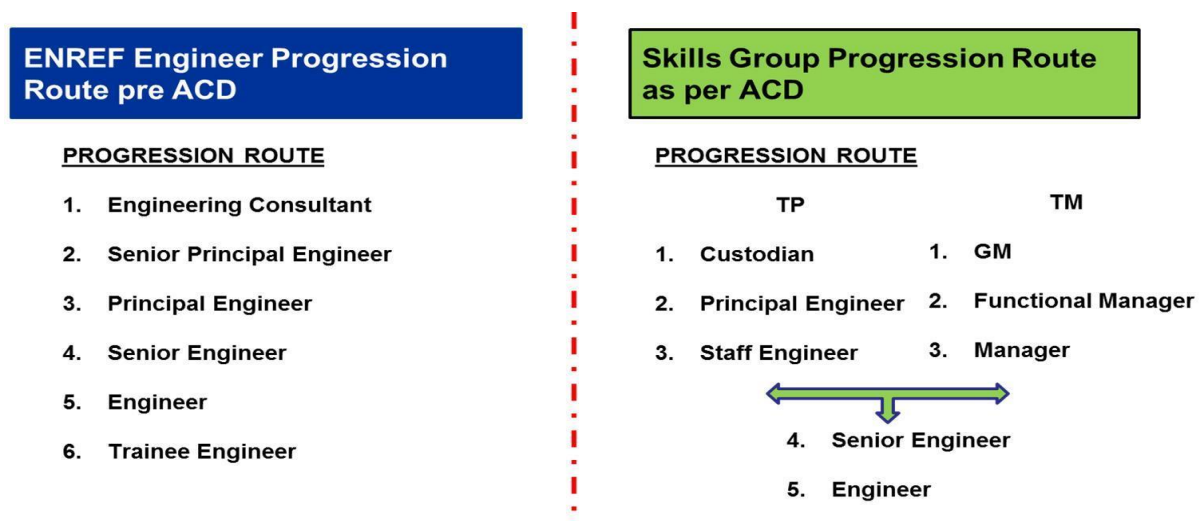 ENREF Engineer Progression
Route pre ACD
PROGRESSION ROUTE
1. Engineering Consultant
2. Senior Principal Engineer
3. Principal Engineer
4. Senior Engineer
5. Engineer
6. Trainee Engineer
Skills Group Progression Route
as per ACD
PROGRESSION ROUTE
TP
1. Custodian
2. Principal Engineer
3. Staff Engineer
TM
1. GM
2. Functional Manager
3. Manager
4. Senior Engineer
5. Engineer